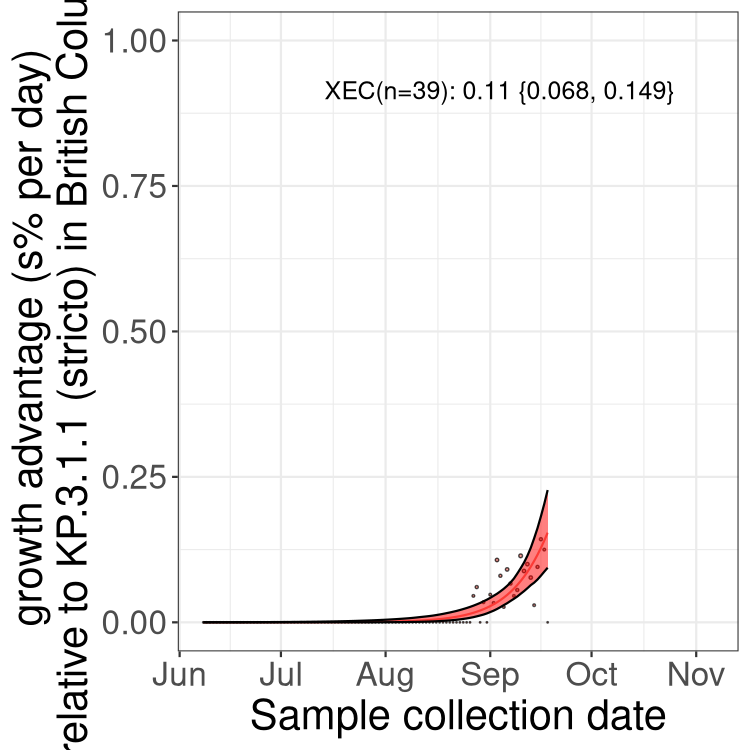 growth advantage (s% per day)
relative to KP.3.1.1 (stricto) in British Colu
1.00
0.75
0.50
0.25
0.00
XEC(n=39): 0.11 {0.068, 0.149}
Jun Jul Aug Sep Oct Nov
Sample collection date